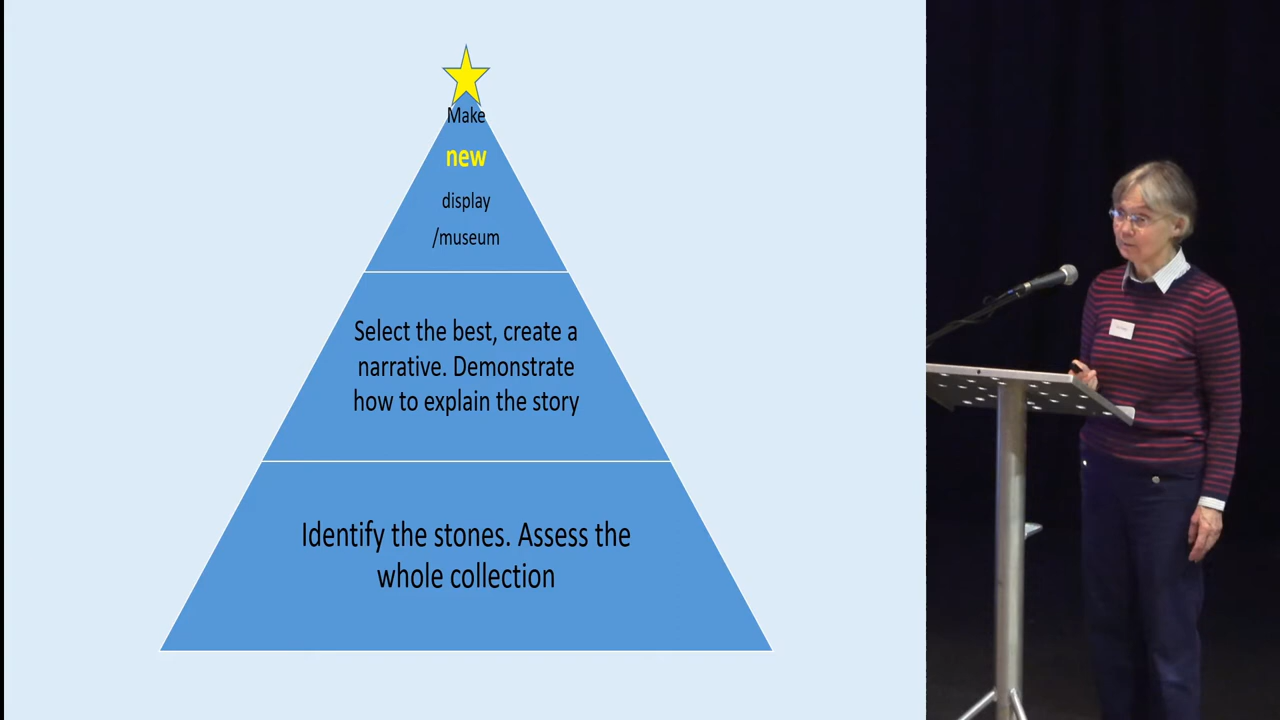 Make
new
display
/museum
Select the best, create a
narrative. Demonstrate
how to explain the story
Identify the stones. Assess the
whole collection